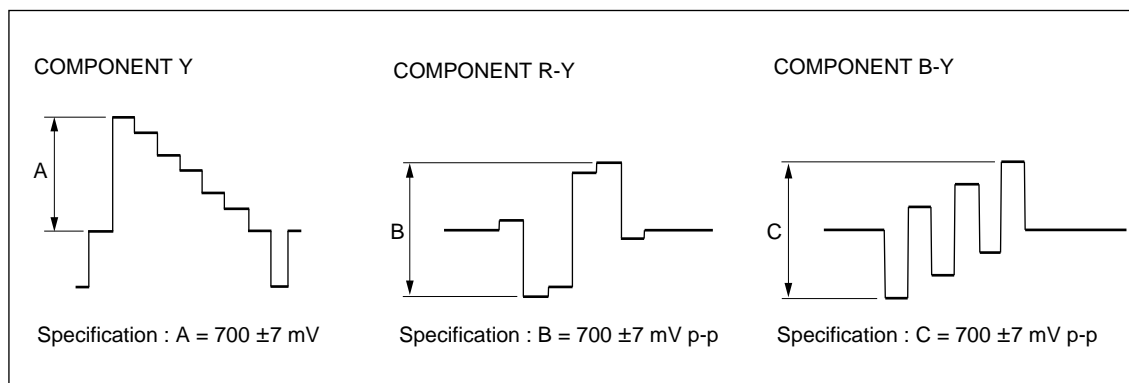 COMPONENT Y
A
Specification : A = 700 ±7 mV
COMPONENT R-Y
B
Specification : B = 700 ±7 mV p-p
COMPONENT B-Y
C
Specification : C = 700 ±7 mV p-p